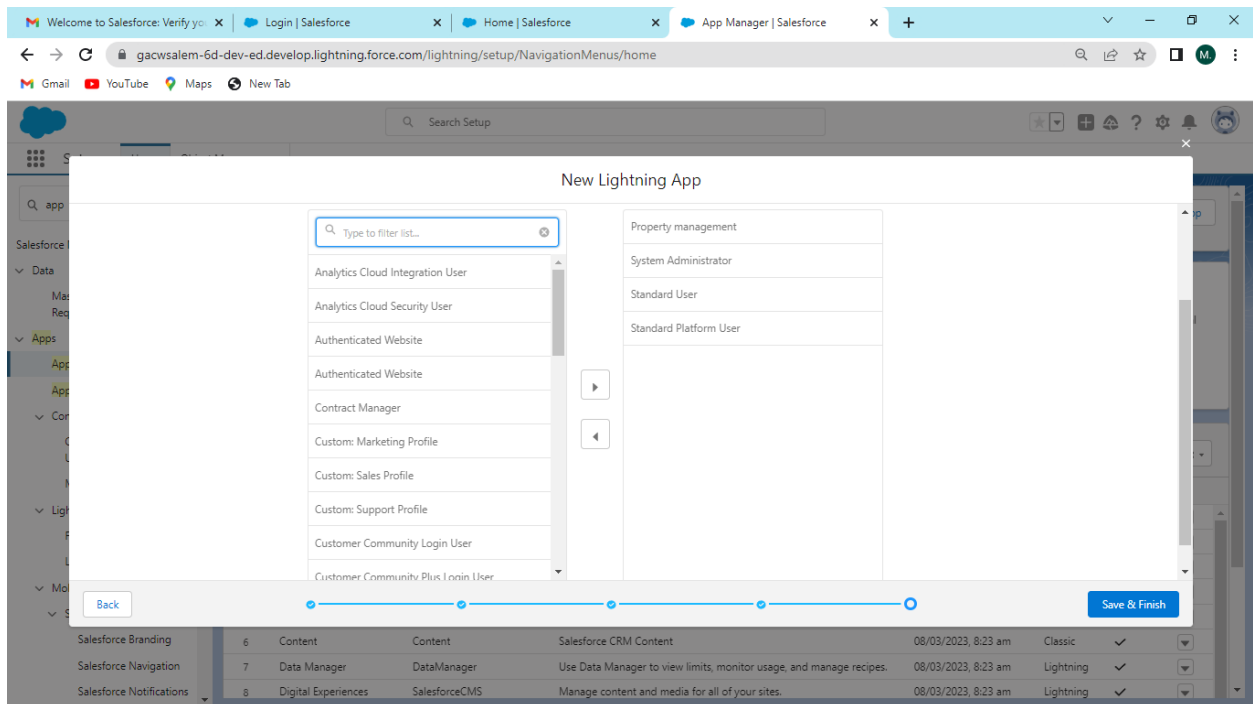 Welcome to Salesforce: Verify yo
Login | Salesforce
Home | Salesforce
App Manager | Salesforce
gacwsalem-6d-dev-ed.develop.lightning.force.com/lightning/setup/NavigationMenus/home
M.
Gmail
YouTube
Maps
New Tab
Search Setup
New Lightning App
app
Salesforce
Data
Apps
Type to filter list...
Analytics Cloud Integration User
Analytics Cloud Security User
Authenticated Website
Authenticated Website
Contract Manager
Custom: Marketing Profile
Custom: Sales Profile
Custom: Support Profile
Customer Community Login User
Customer Community Plus Login User
Property management
System Administrator
Standard User
Standard Platform User
Back
Save & Finish
Salesforce Branding
Salesforce Navigation
Salesforce Notifications
6 Content Content Salesforce CRM Content 08/03/2023, 8:23 am Classic
7 Data Manager DataManager Use Data Manager to view limits, monitor usage, and manage recipes. 08/03/2023, 8:23 am Lightning
8 Digital Experiences SalesforceCMS Manage content and media for all of your sites. 08/03/2023, 8:23 am Lightning